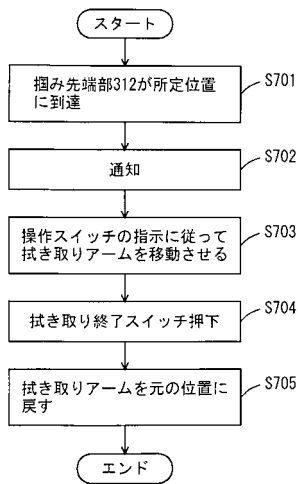 スタート
掴み先端部312が所定位置
に到達
S701
通知
S702
操作スイッチの指示に従って
拭き取りアームを移動させる
S703
拭き取り終了スイッチ押下
S704
拭き取りアームを元の位置に
戻す
S705
エンド